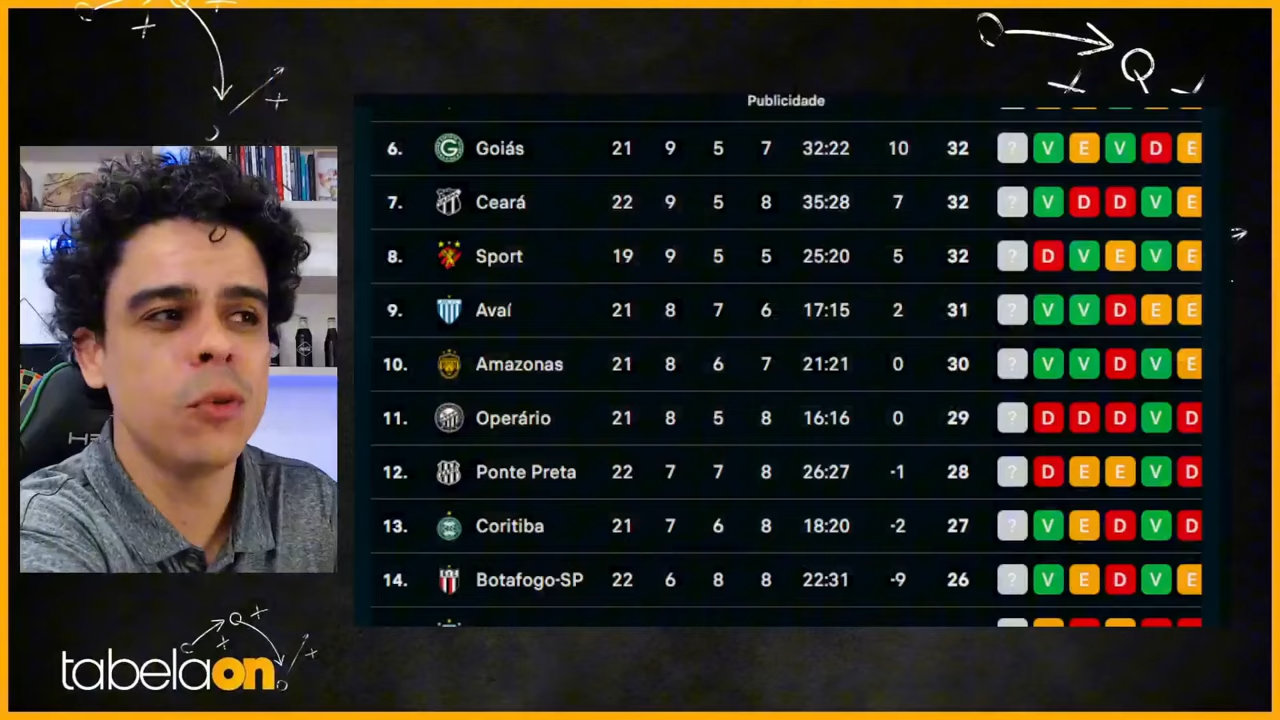 Publicidade
6. Goiás 21 9 5 7 32:22 10 32 ? V E V D E
7. Ceará 22 9 5 8 35:28 7 32 ? V D D V E
8. Sport 19 9 5 5 25:20 5 32 ? D V E V E
9. Avaí 21 8 7 6 17:15 2 31 ? V V D E E
10. Amazonas 21 8 6 7 21:21 0 30 ? V V D V E
11. Operário 21 8 5 8 16:16 0 29 ? D D D V D
12. Ponte Preta 22 7 7 8 26:27 -1 28 ? D E E V D
13. Coritiba 21 7 6 8 18:20 -2 27 ? V E D V D
14. Botafogo-SP 22 6 8 8 22:31 -9 26 ? V E D V E
tabelaon